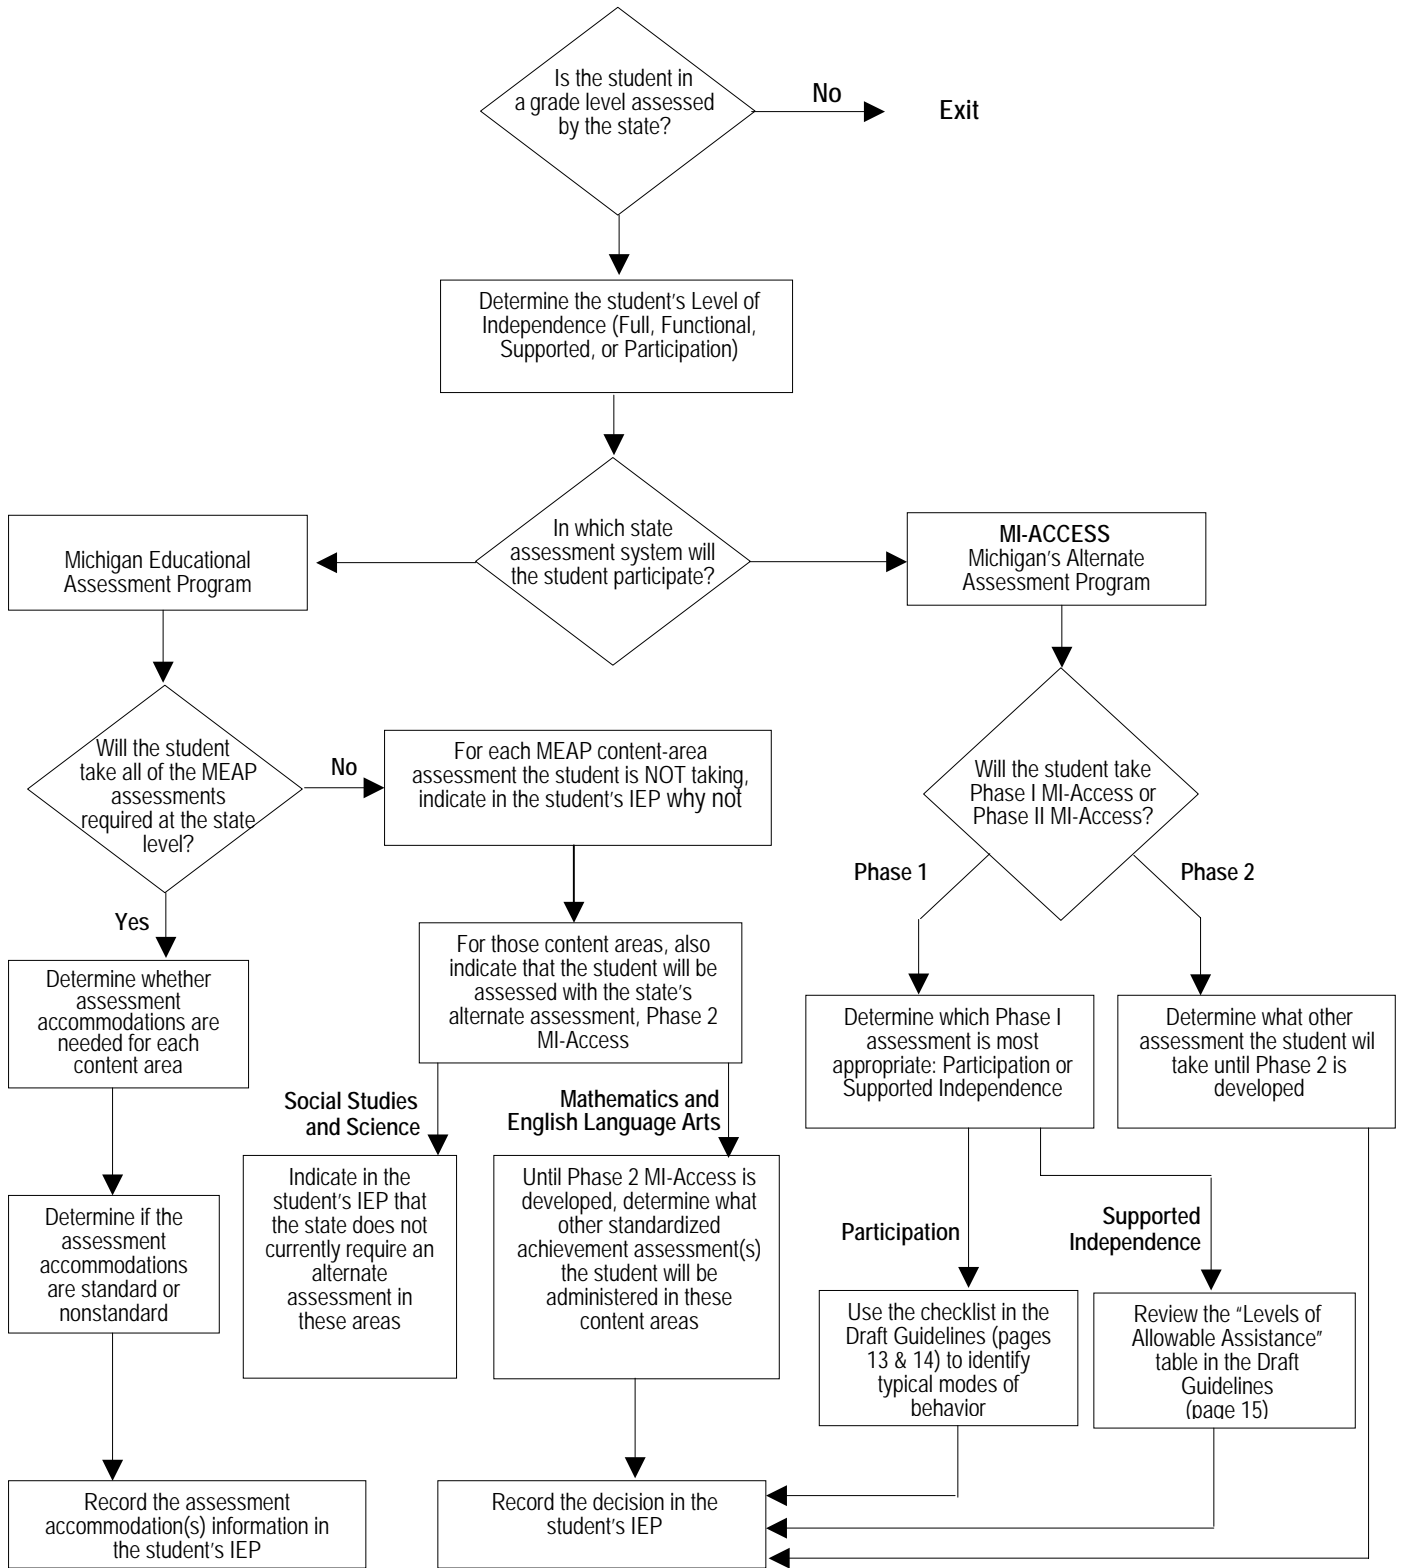 Is the student in
a grade level assessed
by the state?
No
Exit
Determine the student's Level of
Independence (Full, Functional,
Supported, or Participation)
In which state
assessment system will
the student participate?
Michigan Educational
Assessment Program
MI-ACCESS
Michigan's Alternate
Assessment Program
Will the student
take all of the MEAP
assessments
required at the state
level?
No
For each MEAP content-area
assessment the student is NOT taking,
indicate in the student's IEP why not
Will the student take
Phase I MI-Access or
Phase II MI-Access?
Phase 1
Phase 2
Yes
For those content areas, also
indicate that the student will be
assessed with the state's
alternate assessment, Phase 2
MI-Access
Determine whether
assessment
accommodations are
needed for each
content area
Determine which Phase I
assessment is most
appropriate: Participation or
Supported Independence
Determine what other
assessment the student wil
take until Phase 2 is
developed
Social Studies
and Science
Mathematics and
English Language Arts
Indicate in the
student's IEP that
the state does not
currently require an
alternate
assessment in
these areas
Until Phase 2 MI-Access is
developed, determine what
other standardized
achievement assessment(s)
the student will be
administered in these
content areas
Determine if the
assessment
accommodations
are standard or
nonstandard
Participation
Supported
Independence
Use the checklist in the
Draft Guidelines (pages
13 & 14) to identify
typical modes of
behavior
Review the "Levels of
Allowable Assistance"
table in the Draft
Guidelines
(page 15)
Record the assessment
accommodation(s) information in
the student's IEP
Record the decision in the
student's IEP